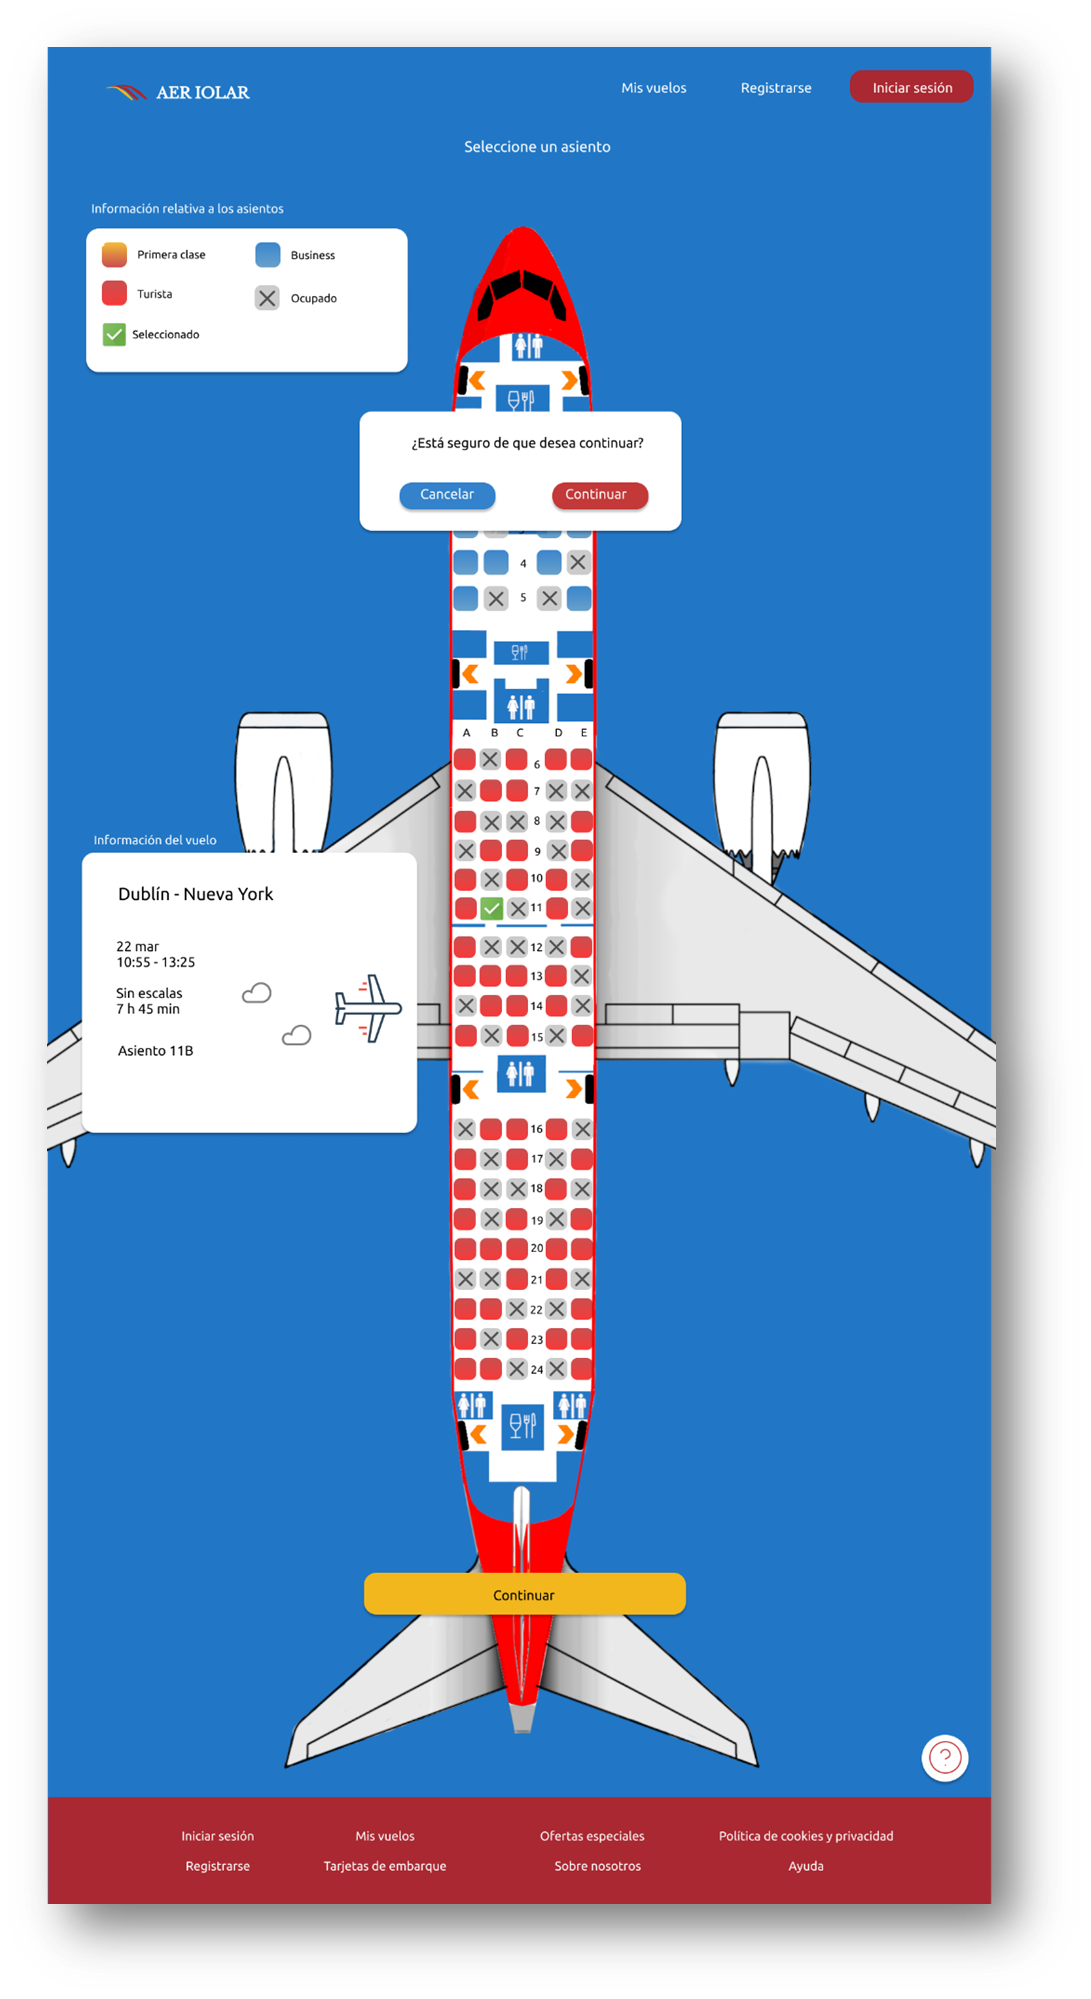 AER IOLAR
Mis vuelos
Registrarse
Iniciar sesión
Seleccione un asiento
Información relativa a los asientos
Primera clase
Business
Turista
Ocupado
Seleccionado
¿Está seguro de que desea continuar?
Cancelar
Continuar
4
5
A B C D E
6
7
8
9
10
11
12
13
14
15
Información del vuelo
Dublín - Nueva York
22 mar
10:55 - 13:25
Sin escalas
7 h 45 min
Asiento 11B
16
17
18
19
20
21
22
23
24
Continuar
?
Iniciar sesión
Mis vuelos
Ofertas especiales
Política de cookies y privacidad
Registrarse
Tarjetas de embarque
Sobre nosotros
Ayuda